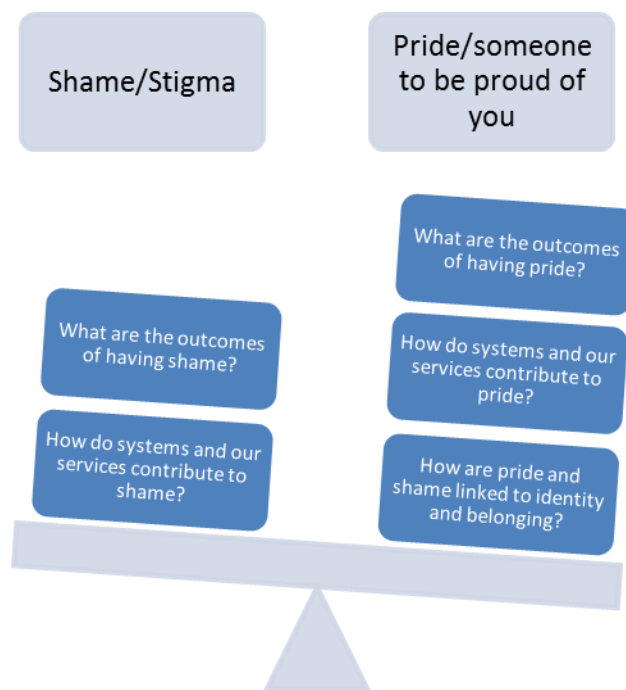 Shame/Stigma
Pride/someone
to be proud of
you
What are the outcomes
of having shame?
How do systems and our
services contribute to
shame?
What are the outcomes
of having pride?
How do systems and our
services contribute to
pride?
How are pride and
shame linked to identity
and belonging?